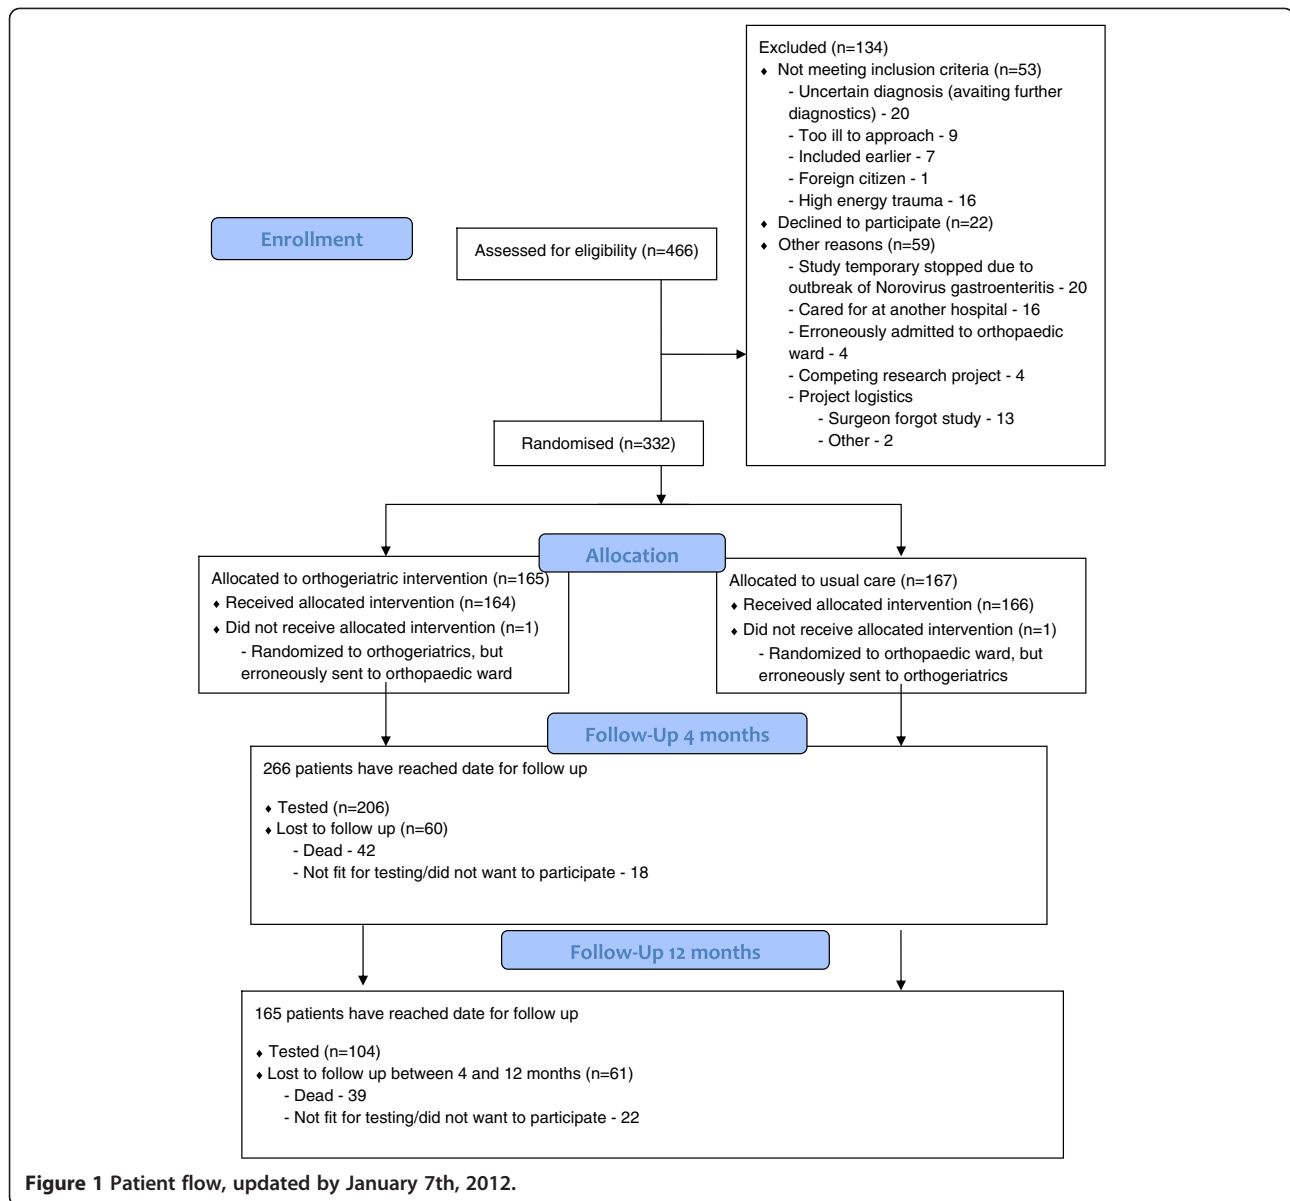 Enrollment
Assessed for eligibility (n=466)
Excluded (n=134)
♦ Not meeting inclusion criteria (n=53)
- Uncertain diagnosis (avaiting further
diagnostics) - 20
- Too ill to approach - 9
- Included earlier - 7
- Foreign citizen - 1
- High energy trauma - 16
♦ Declined to participate (n=22)
♦ Other reasons (n=59)
- Study temporary stopped due to
outbreak of Norovirus gastroenteritis - 20
- Cared for at another hospital - 16
- Erroneously admitted to orthopaedic
ward - 4
- Competing research project - 4
- Project logistics
- Surgeon forgot study - 13
- Other - 2
Randomised (n=332)
Allocation
Allocated to orthogeriatric intervention (n=165)
♦ Received allocated intervention (n=164)
♦ Did not receive allocated intervention (n=1)
- Randomized to orthogeriatrics, but
erroneously sent to orthopaedic ward
Allocated to usual care (n=167)
♦ Received allocated intervention (n=166)
♦ Did not receive allocated intervention (n=1)
- Randomized to orthopaedic ward, but
erroneously sent to orthogeriatrics
Follow-Up 4 months
266 patients have reached date for follow up
♦ Tested (n=206)
♦ Lost to follow up (n=60)
- Dead - 42
- Not fit for testing/did not want to participate - 18
Follow-Up 12 months
165 patients have reached date for follow up
♦ Tested (n=104)
♦ Lost to follow up between 4 and 12 months (n=61)
- Dead - 39
- Not fit for testing/did not want to participate - 22
Figure 1 Patient flow, updated by January 7th, 2012.